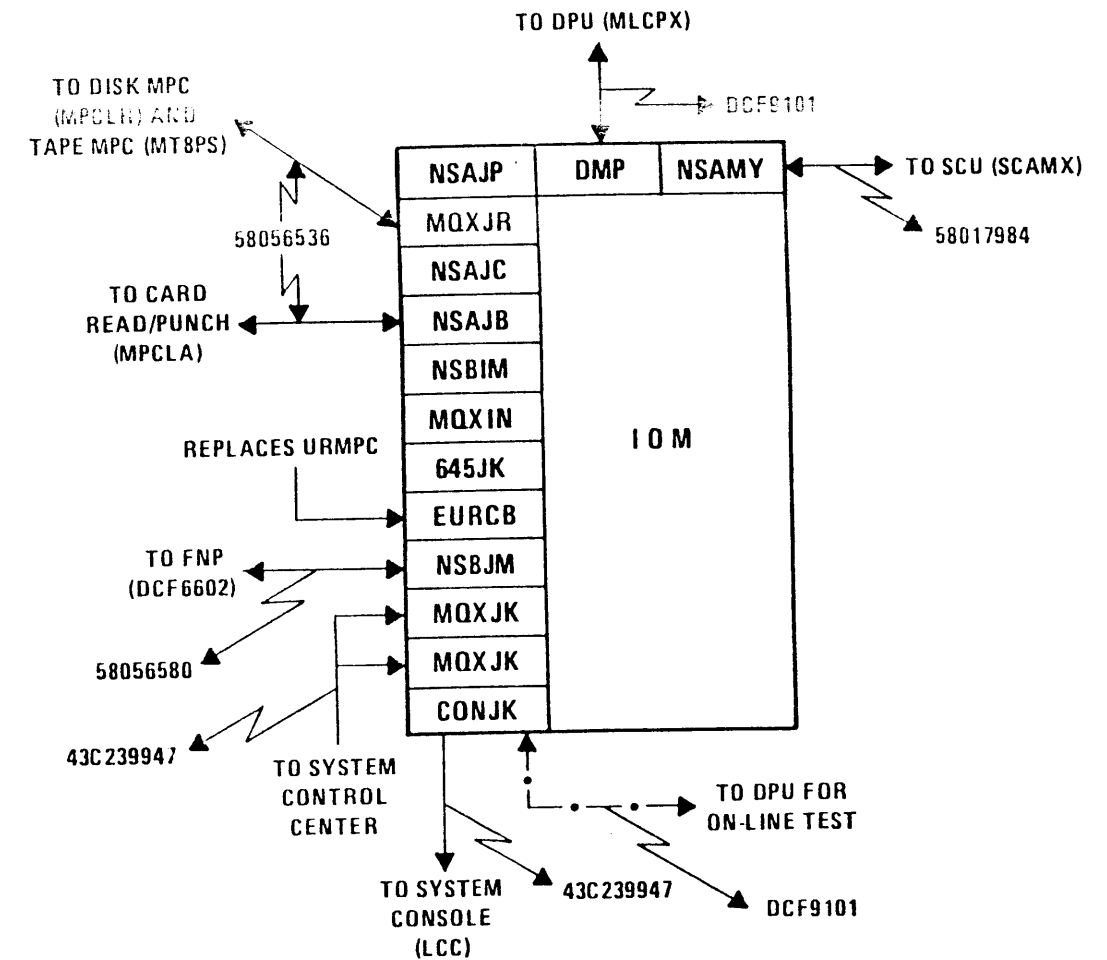 TO DPU (MLCPX)
DCF9101
TO DISK MPC
(MPCLH) AND
TAPE MPC (MT8PS)
58056536
TO CARD
READ/PUNCH
(MPCLA)
REPLACES URMPC
TO FNP
(DCF6602)
58056580
43C239947
TO SYSTEM
CONTROL
CENTER
NSAJP
DMP
NSAMY
MQXJR
NSAJC
NSAJB
NSBIM
MQXIN
645JK
EURCB
NSBJM
MQXJK
MQXJK
CONJK
IOM
TO SCU (SCAMX)
58017984
TO DPU FOR
ON-LINE TEST
DCF9101
43C239947
TO SYSTEM
CONSOLE
(LCC)